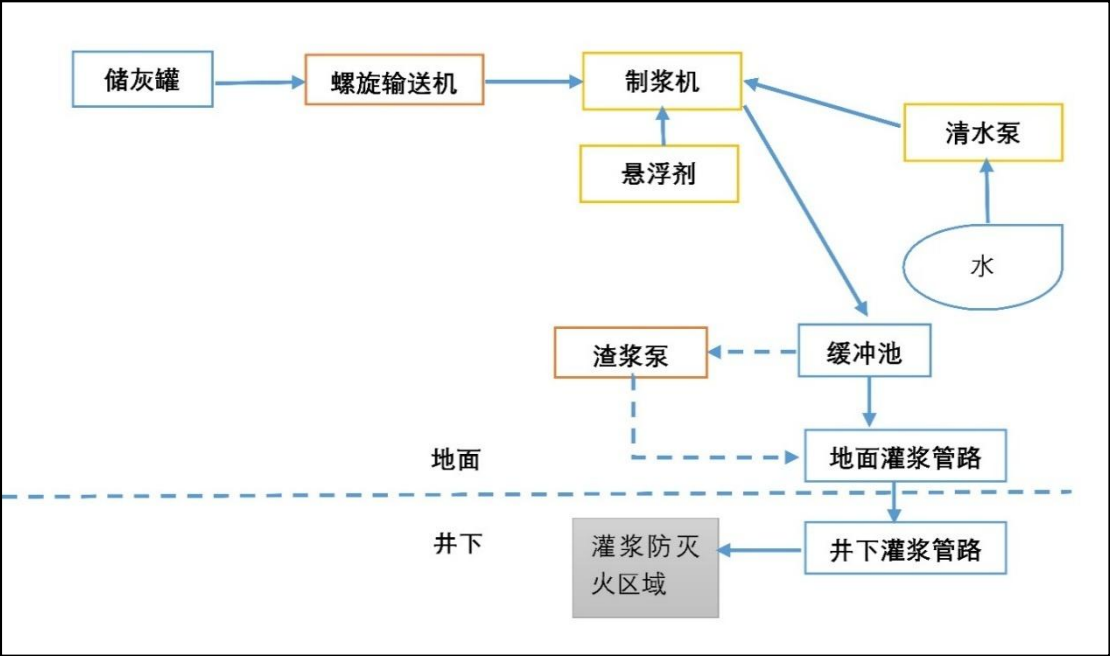 储灰罐
螺旋输送机
制浆机
清水泵
悬浮剂
水
渣浆泵
缓冲池
地面灌浆管路
地面
井下
灌浆防灭
火区域
井下灌浆管路